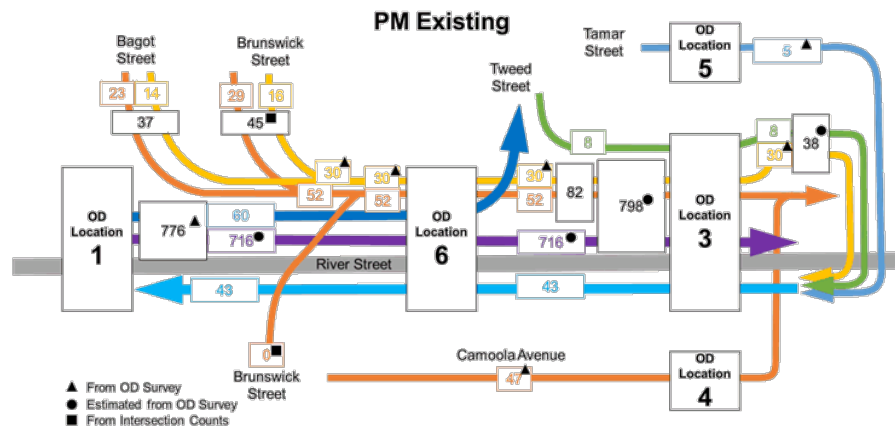 PM Existing
Bagot
Street
Brunswick
Street
Tweed
Street
Tamar
Street
OD
Location
5
5
23
14
29
16
37
45
8
8
38
30
30
30
30
52
52
52
82
798
OD
Location
1
776
60
716
OD
Location
6
716
OD
Location
3
River Street
43
43
0
Brunswick
Street
Camoola Avenue
47
OD
Location
4
From OD Survey
Estimated from OD Survey
From Intersection Counts